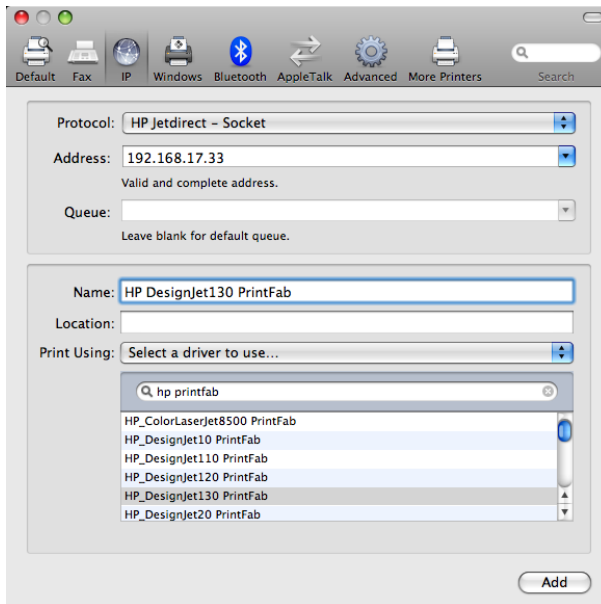 Default Fax IP Windows Bluetooth AppleTalk Advanced More Printers Search
Protocol: HP Jetdirect – Socket
Address: 192.168.17.33
Valid and complete address.
Queue:
Leave blank for default queue.
Name: HP DesignJet130 PrintFab
Location:
Print Using: Select a driver to use...
hp printfab
HP_ColorLaserJet8500 PrintFab
HP_DesignJet10 PrintFab
HP_DesignJet110 PrintFab
HP_DesignJet120 PrintFab
HP_DesignJet130 PrintFab
HP_DesignJet20 PrintFab
Add